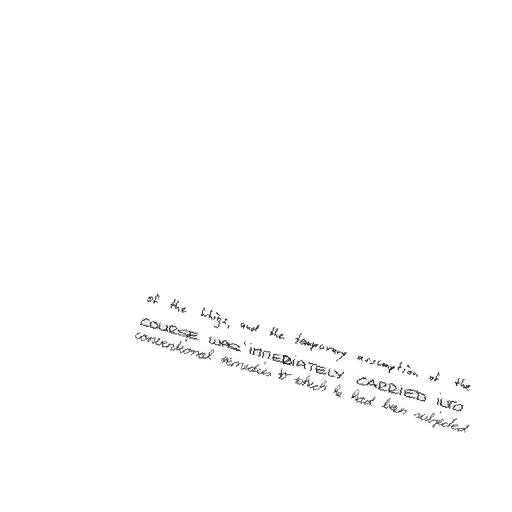 of the whigs, and the temporary assumption of the
COURSE WAS IMMEDIATELY CARRIED INTO
conventional remedies to which he had been subjected